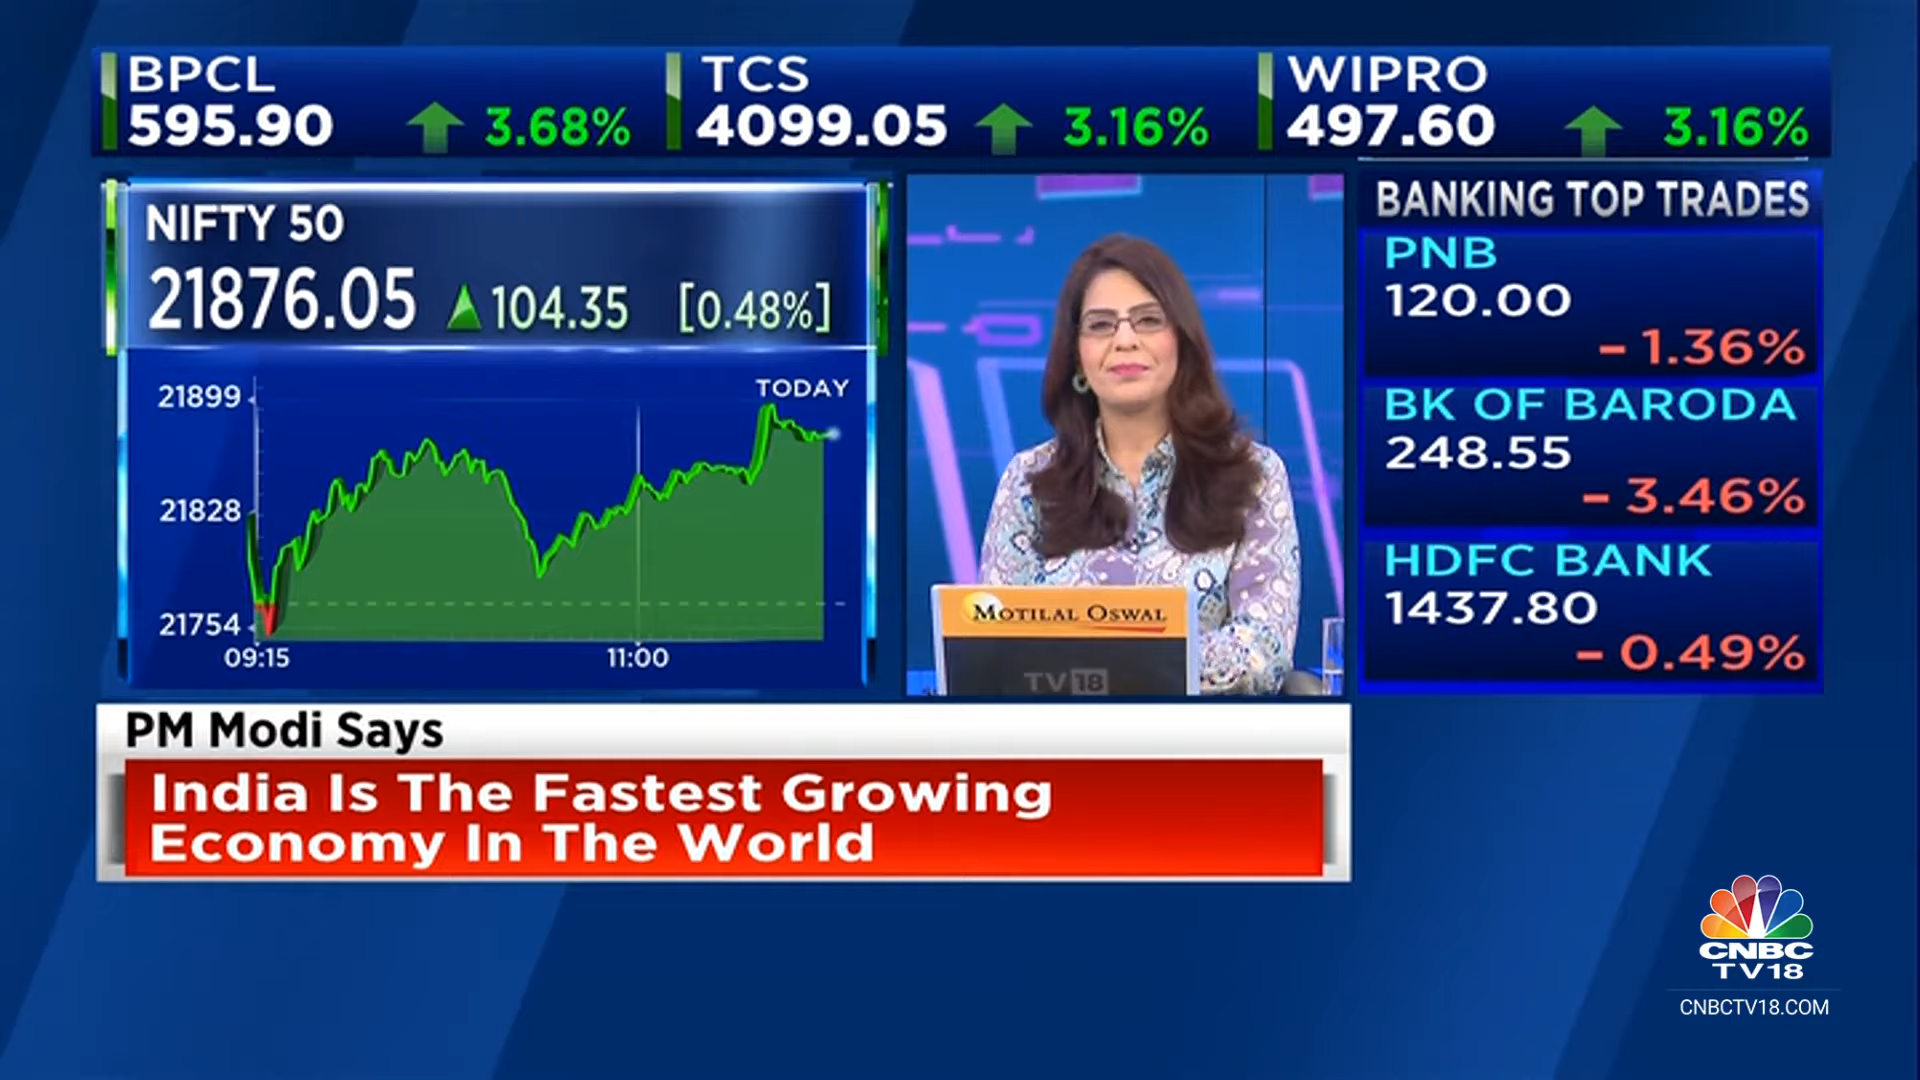 BPCL
595.90 3.68%
TCS
4099.05 3.16%
WIPRO
497.60 3.16%
NIFTY 50
21876.05 104.35 [0.48%]
TODAY
21899
21828
21754
09:15 11:00
MOTILAL OSWAL
TV18
BANKING TOP TRADES
PNB
120.00
- 1.36%
BK OF BARODA
248.55
- 3.46%
HDFC BANK
1437.80
- 0.49%
PM Modi Says
India Is The Fastest Growing
Economy In The World
CNBC
TV18
CNBCTV18.COM